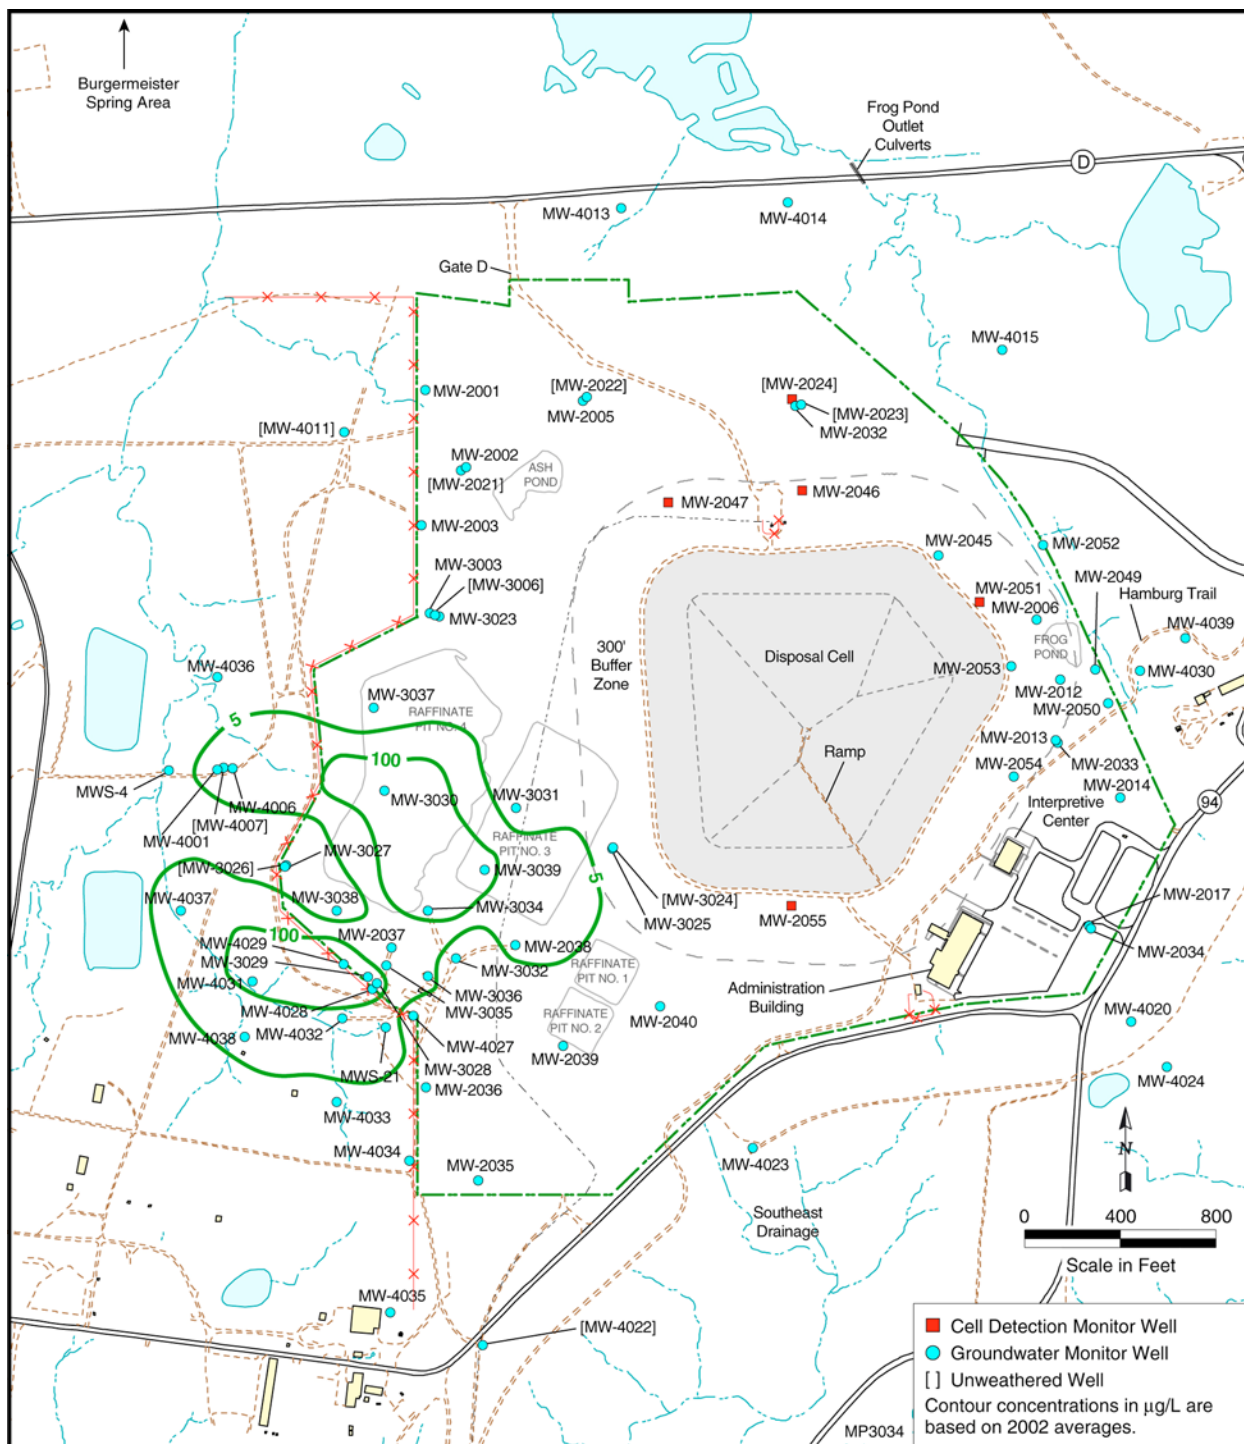 Burgermeister
Spring Area
Frog Pond
Outlet
Culverts
D
MW-4013
MW-4014
Gate D
MW-4015
MW-2001
[MW-2022]
MW-2005
[MW-2024]
[MW-2023]
MW-2032
[MW-4011]
MW-2002
[MW-2021]
ASH
POND
MW-2047
MW-2046
MW-2003
MW-2045
MW-2052
MW-3003
[MW-3006]
MW-3023
MW-2051
MW-2006
MW-2049
Hamburg Trail
MW-4039
FROG
POND
300'
Buffer
Zone
Disposal Cell
MW-2053
MW-4030
MW-4036
MW-3037
RAFFINATE
PIT NO. 4
MW-2012
MW-2050
5
100
Ramp
MW-2013
MW-2033
MW-2054
MW-2014
MWS-4
MW-4006
[MW-4007]
MW-4001
MW-3030
MW-3031
94
Interpretive
Center
RAFFINATE
PIT NO. 3
MW-3027
[MW-3026]
MW-3039
5
MW-4037
MW-3038
MW-3034
[MW-3024]
MW-3025
MW-2055
MW-2017
100
MW-2037
MW-4029
MW-3029
MW-4031
MW-2038
MW-3032
RAFFINATE
PIT NO. 1
MW-2034
MW-3036
MW-3035
MW-4028
MW-4032
MW-4038
MW-4027
MW-3028
MWS-21
MW-2036
RAFFINATE
PIT NO. 2
MW-2039
MW-2040
Administration
Building
MW-4020
MW-4024
MW-4033
MW-4034
MW-2035
MW-4023
Southeast
Drainage
N
0 400 800
Scale in Feet
MW-4035
[MW-4022]
Cell Detection Monitor Well
Groundwater Monitor Well
[ ] Unweathered Well
Contour concentrations in µg/L are
based on 2002 averages.
MP3034